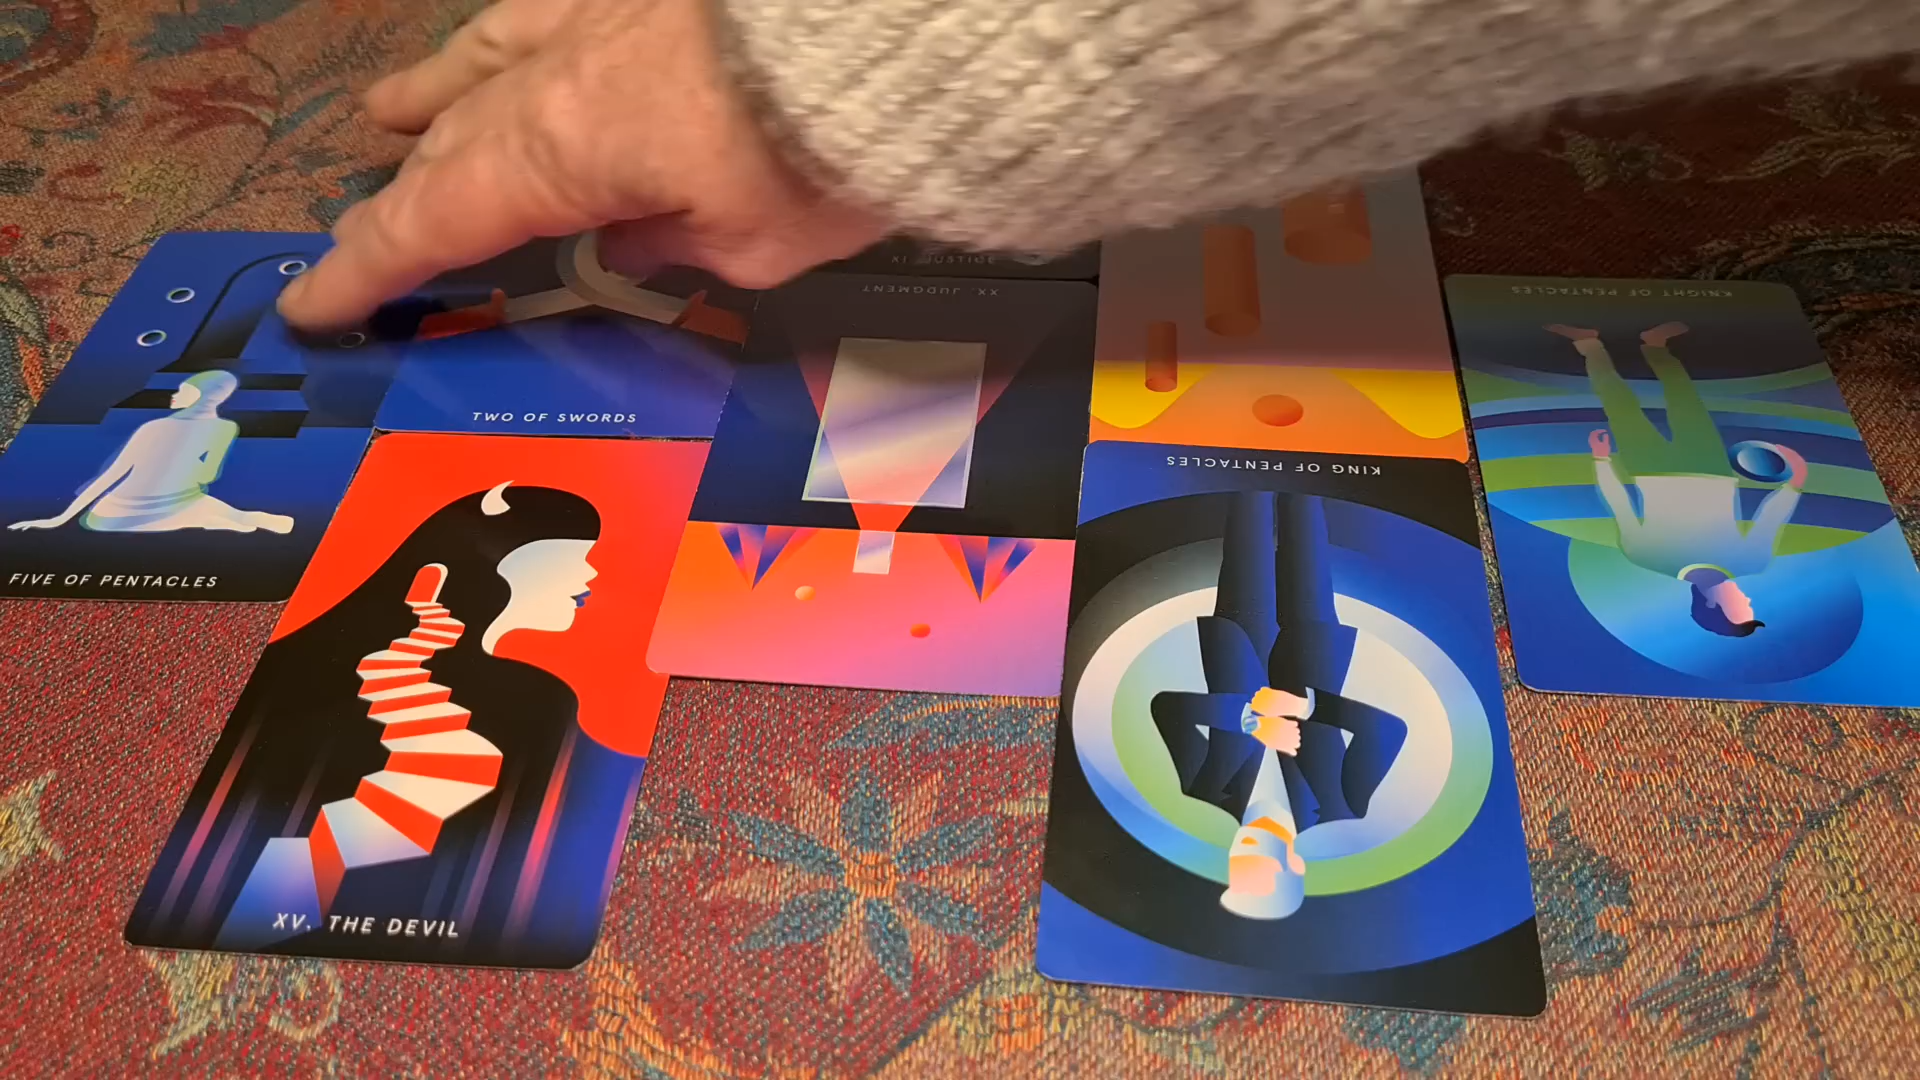 XI. JUSTICE
XX. JUDGMENT
KNIGHT OF PENTACLES
TWO OF SWORDS
KING OF PENTACLES
FIVE OF PENTACLES
XV. THE DEVIL